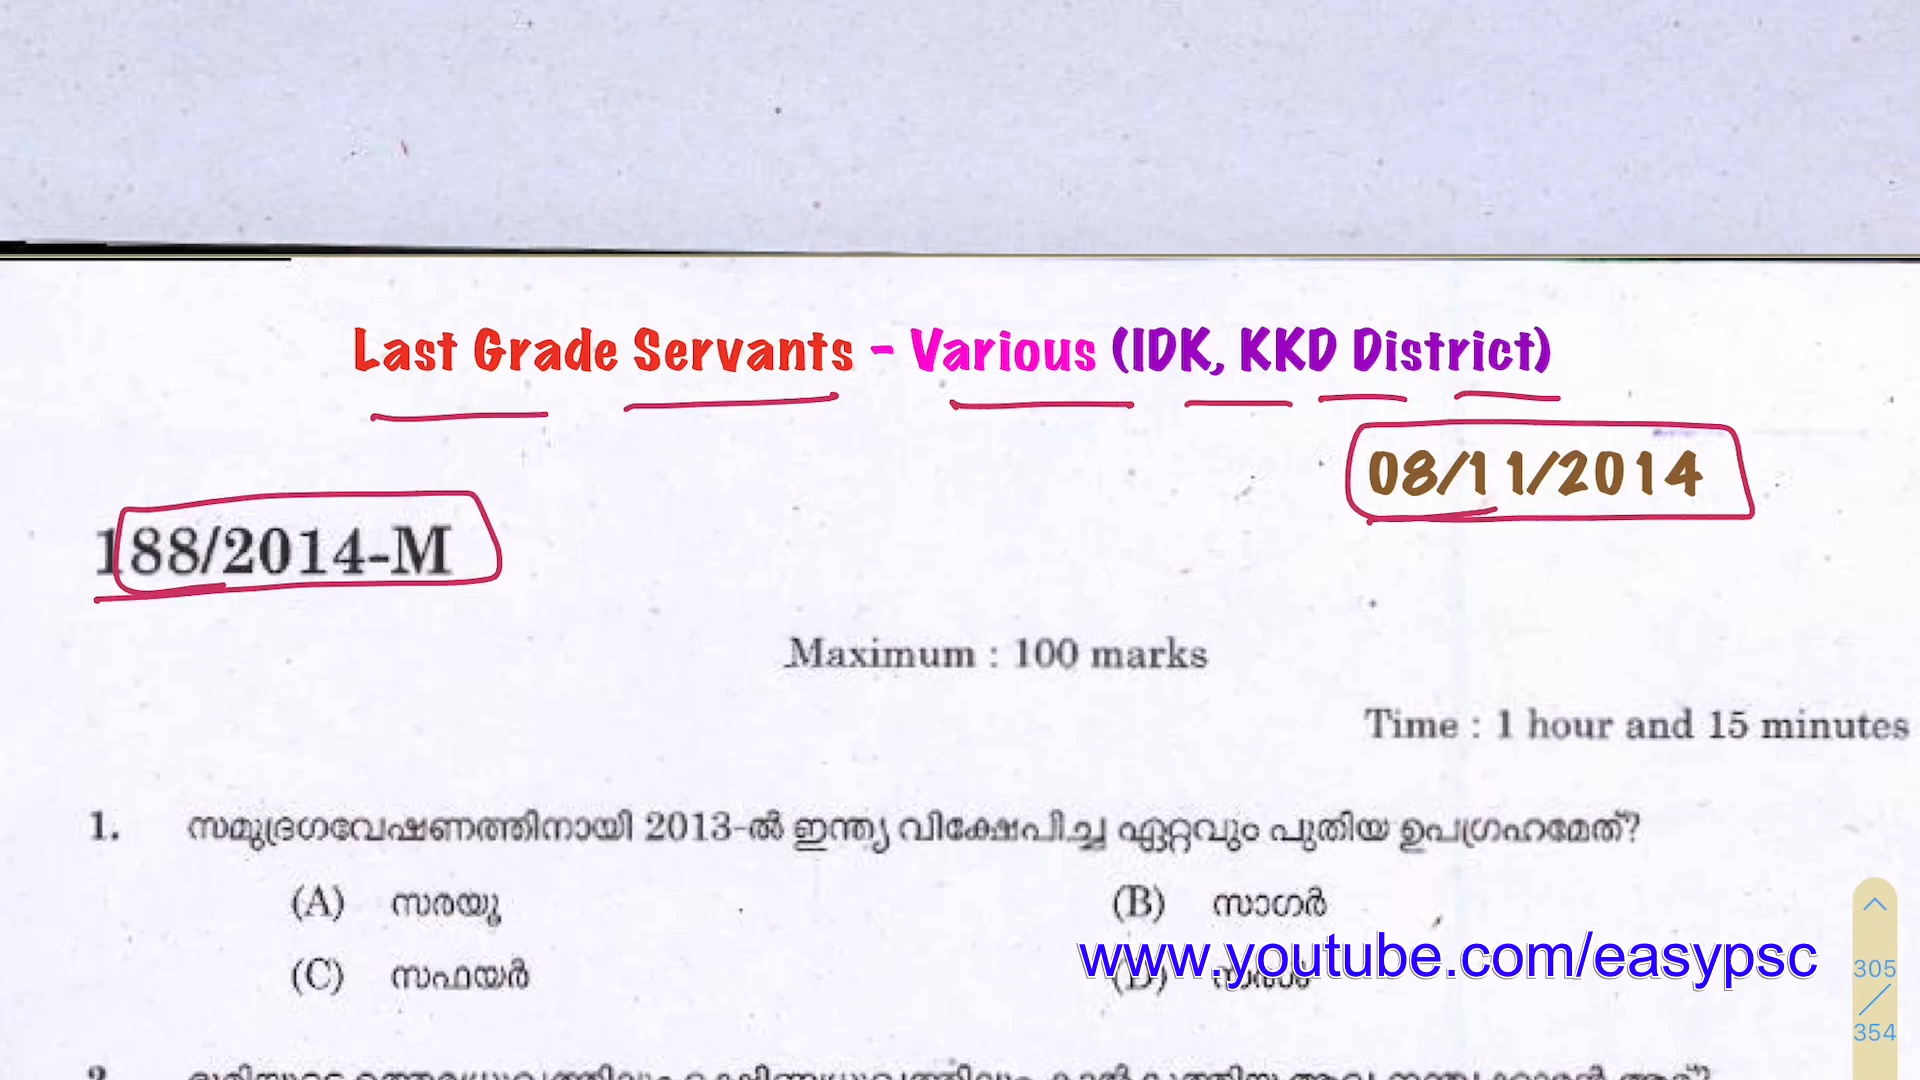 Last Grade Servants - Various (IDK, KKD District)
08/11/2014
188/2014-M
Maximum : 100 marks
Time : 1 hour and 15 minutes
1. സമുദ്രഗവേഷണത്തിനായി 2013-ൽ ഇന്ത്യ വിക്ഷേപിച്ച ഏറ്റവും പുതിയ ഉപഗ്രഹമേത്?
(A) സരയൂ (B) സാഗർ
(C) സഫയർ (D) സരൾ
www.youtube.com/easypsc
305
354
2.